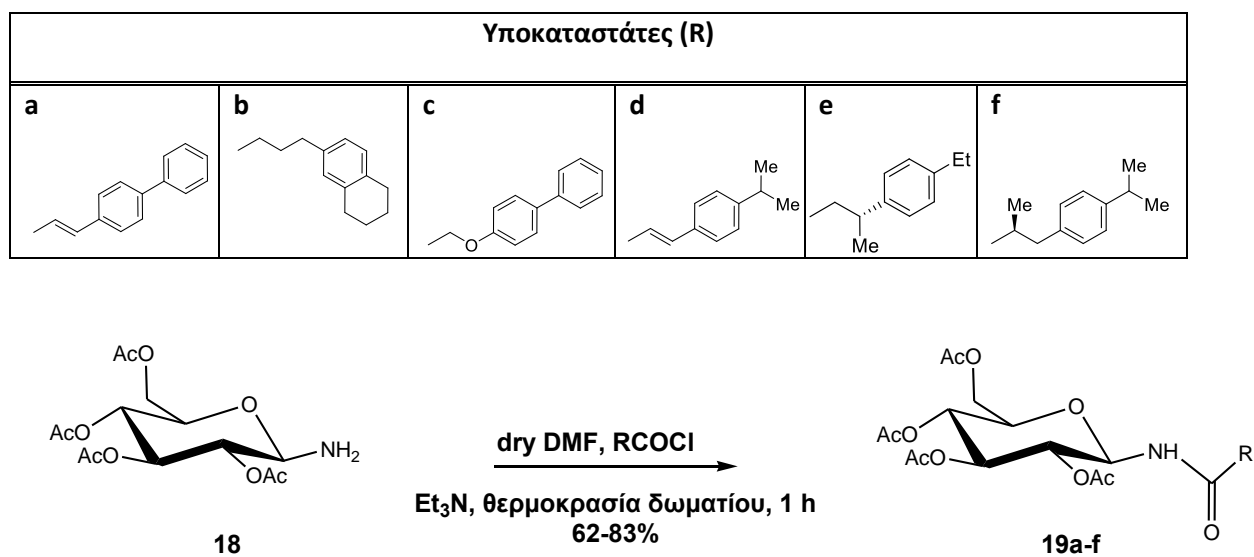 Υποκαταστάτες (R)
a b c d e f
Me
Me
O
Et
Me
Me
Me
Me
AcO
AcO
AcO
OAc
O
NH2
18
dry DMF, RCOCl
Et3N, θερμοκρασία δωματίου, 1 h
62-83%
AcO
AcO
AcO
OAc
O
NH
R
O
19a-f